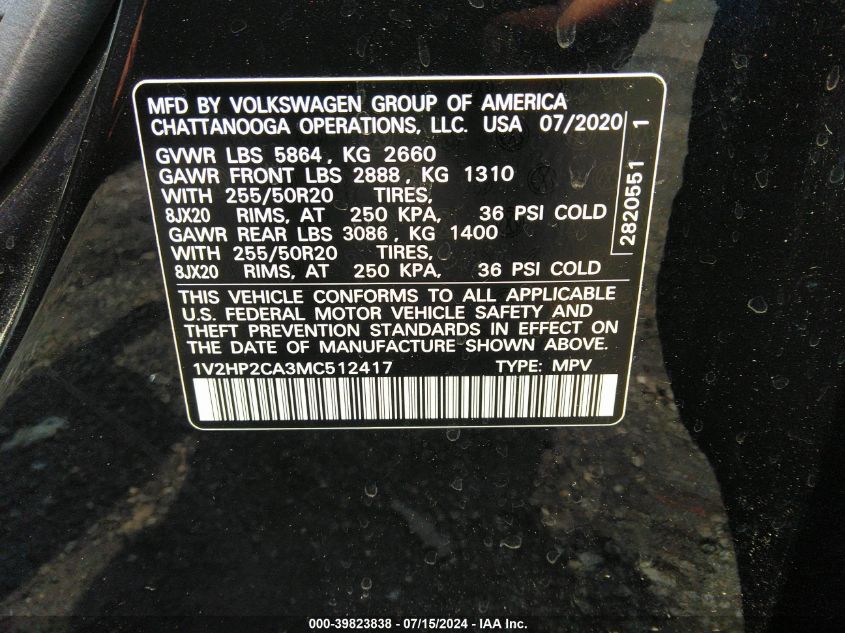 MFD BY VOLKSWAGEN GROUP OF AMERICA
CHATTANOOGA OPERATIONS, LLC. USA 07/2020
GVWR LBS 5864, KG 2660
GAWR FRONT LBS 2888, KG 1310
WITH 255/50R20 TIRES,
8JX20 RIMS, AT 250 KPA, 36 PSI COLD
GAWR REAR LBS 3086, KG 1400
WITH 255/50R20 TIRES,
8JX20 RIMS, AT 250 KPA, 36 PSI COLD
2820551 1
THIS VEHICLE CONFORMS TO ALL APPLICABLE
U.S. FEDERAL MOTOR VEHICLE SAFETY AND
THEFT PREVENTION STANDARDS IN EFFECT ON
THE DATE OF MANUFACTURE SHOWN ABOVE.
1V2HP2CA3MC512417 TYPE: MPV
000-39823838 - 07/15/2024 - IAA Inc.